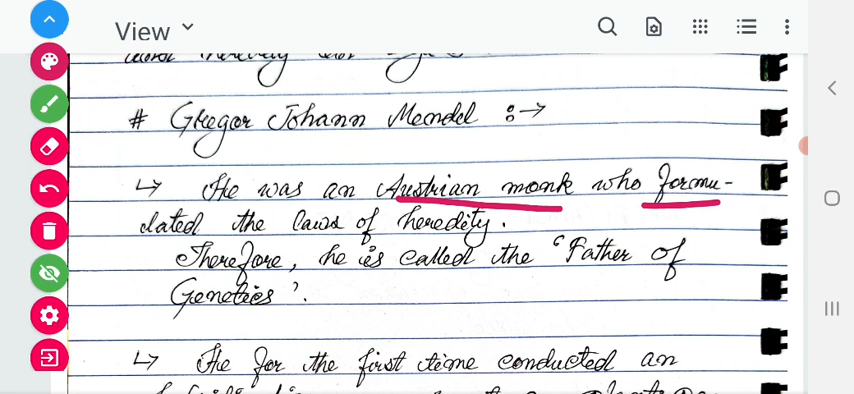 View
# Gregor Johann Mendel :→
↳ He was an Austrian monk who formu-
lated the laws of heredity.
Therefore, he is called the 'Father of
Genetics'.
↳ He for the first time conducted an